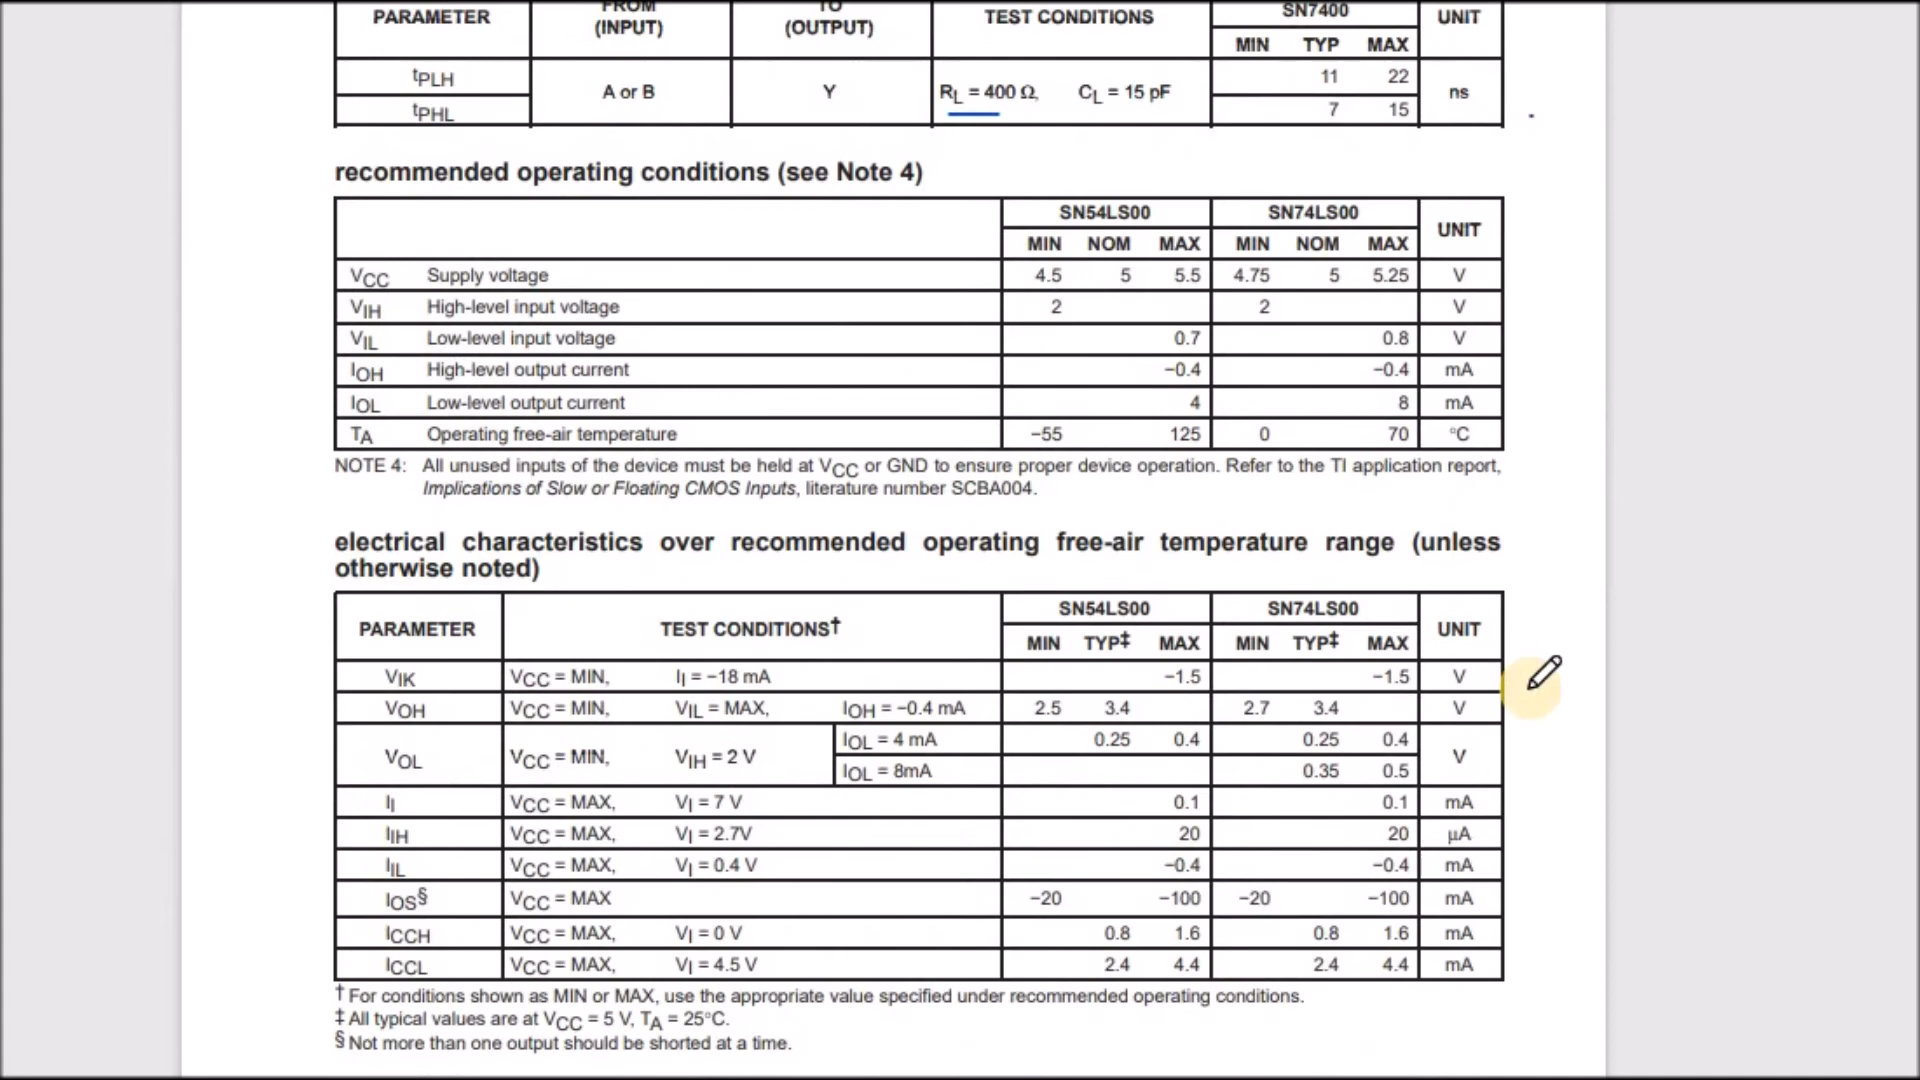 PARAMETER FROM (INPUT) TO (OUTPUT) TEST CONDITIONS SN7400 UNIT
MIN TYP MAX
tPLH A or B Y RL = 400 Ω, CL = 15 pF 11 22 ns
tPHL 7 15
recommended operating conditions (see Note 4)
SN54LS00 SN74LS00 UNIT
MIN NOM MAX MIN NOM MAX
VCC Supply voltage 4.5 5 5.5 4.75 5 5.25 V
VIH High-level input voltage 2 2 V
VIL Low-level input voltage 0.7 0.8 V
IOH High-level output current −0.4 −0.4 mA
IOL Low-level output current 4 8 mA
TA Operating free-air temperature −55 125 0 70 °C
NOTE 4: All unused inputs of the device must be held at VCC or GND to ensure proper device operation. Refer to the TI application report,
Implications of Slow or Floating CMOS Inputs, literature number SCBA004.
electrical characteristics over recommended operating free-air temperature range (unless
otherwise noted)
PARAMETER TEST CONDITIONS† SN54LS00 SN74LS00 UNIT
MIN TYP‡ MAX MIN TYP‡ MAX
VIK VCC = MIN, II = −18 mA −1.5 −1.5 V
VOH VCC = MIN, VIL = MAX, IOH = −0.4 mA 2.5 3.4 2.7 3.4 V
VOL VCC = MIN, VIH = 2 V IOL = 4 mA 0.25 0.4 0.25 0.4 V
IOL = 8mA 0.35 0.5
II VCC = MAX, VI = 7 V 0.1 0.1 mA
IIH VCC = MAX, VI = 2.7V 20 20 μA
IIL VCC = MAX, VI = 0.4 V −0.4 −0.4 mA
IOS§ VCC = MAX −20 −100 −20 −100 mA
ICCH VCC = MAX, VI = 0 V 0.8 1.6 0.8 1.6 mA
ICCL VCC = MAX, VI = 4.5 V 2.4 4.4 2.4 4.4 mA
† For conditions shown as MIN or MAX, use the appropriate value specified under recommended operating conditions.
‡ All typical values are at VCC = 5 V, TA = 25°C.
§ Not more than one output should be shorted at a time.